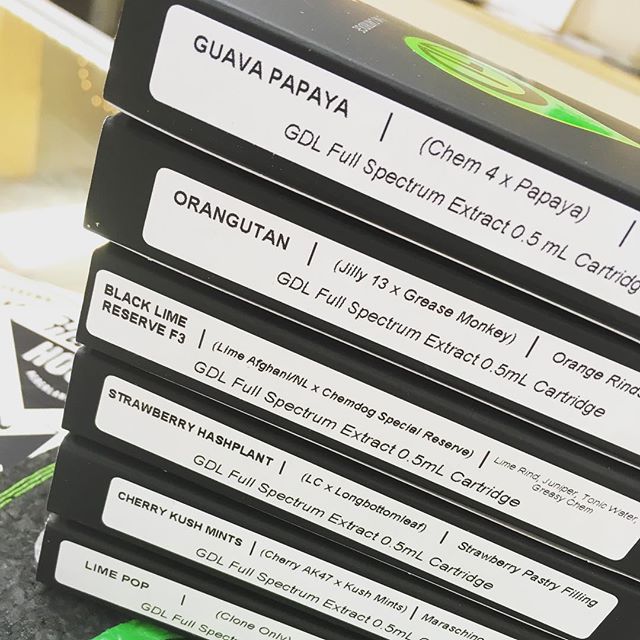 GUAVA PAPAYA | (Chem 4 x Papaya) |
GDL Full Spectrum Extract 0.5 mL Cartridge
ORANGUTAN | (Jilly 13 x Grease Monkey) | Orange Rinds
GDL Full Spectrum Extract 0.5mL Cartridge
BLACK LIME
RESERVE F3 | (Lime Afghani/NL x Chemdog Special Reserve) | Lime Rind, Juniper, Tonic Water,
Greasy Chem
GDL Full Spectrum Extract 0.5mL Cartridge
STRAWBERRY HASHPLANT | (LC x Longbottomleaf) | Strawberry Pastry Filling
GDL Full Spectrum Extract 0.5mL Cartridge
CHERRY KUSH MINTS | (Cherry AK47 x Kush Mints) | Maraschino
GDL Full Spectrum Extract 0.5mL
LIME POP | (Clone Only)
GDL Full Spectrum